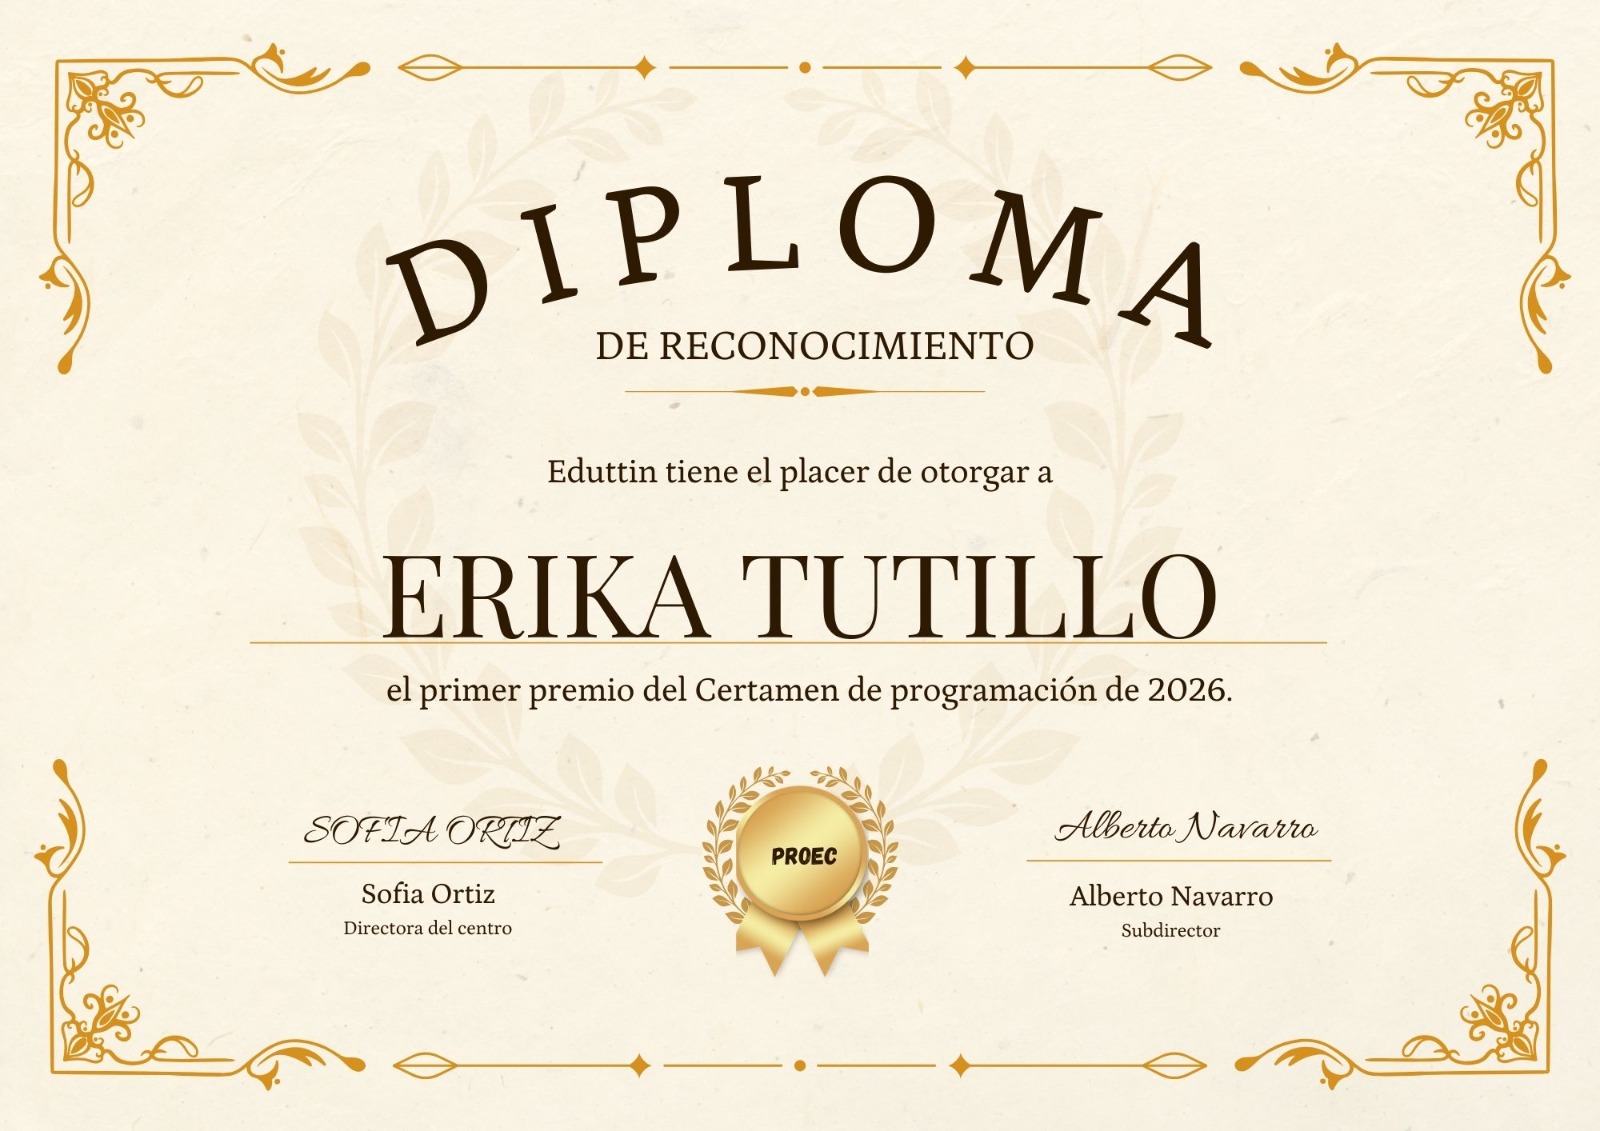 DIPLOMA
DE RECONOCIMIENTO
Eduttin tiene el placer de otorgar a
ERIKA TUTILLO
el primer premio del Certamen de programación de 2026.
SOFIA ORTIZ
Sofia Ortiz
Directora del centro
PROEC
Alberto Navarro
Alberto Navarro
Subdirector